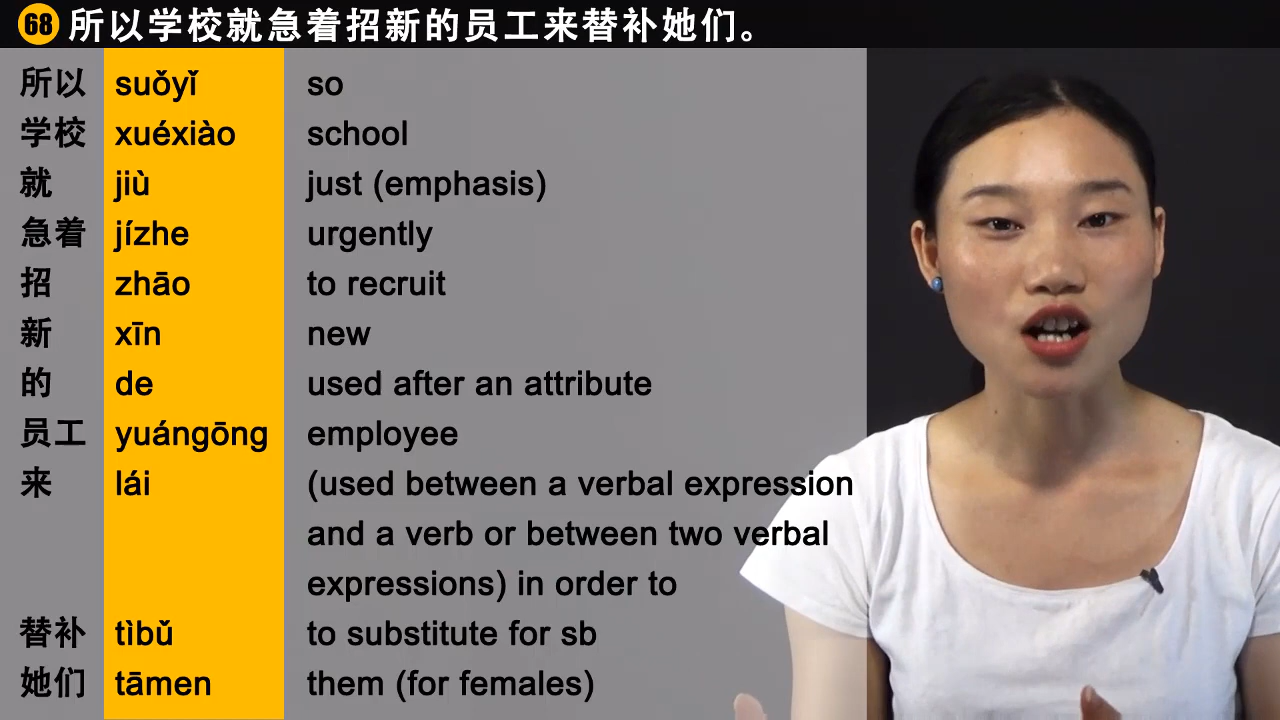 68 所以学校就急着招新的员工来替补她们。
所以 suǒyǐ so
学校 xuéxiào school
就 jiù just (emphasis)
急着 jízhe urgently
招 zhāo to recruit
新 xīn new
的 de used after an attribute
员工 yuángōng employee
来 lái (used between a verbal expression
and a verb or between two verbal
expressions) in order to
替补 tìbǔ to substitute for sb
她们 tāmen them (for females)